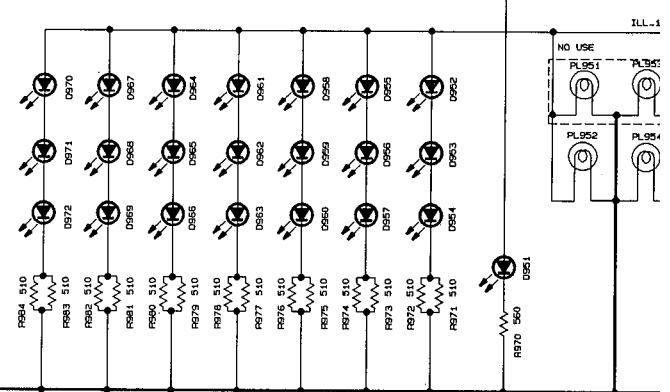 ILL-1
NO USE
PL951
PL953
D970
D967
D964
D961
D958
D955
D952
D971
D968
D965
D962
D959
D956
D953
PL952
PL954
D972
D969
D966
D963
D960
D957
D954
D951
510 510
510 510
510 510
510 510
510 510
510 510
510 510
R984 R983
R982 R981
R980 R979
R978 R977
R976 R975
R974 R973
R972 R971
R970 560